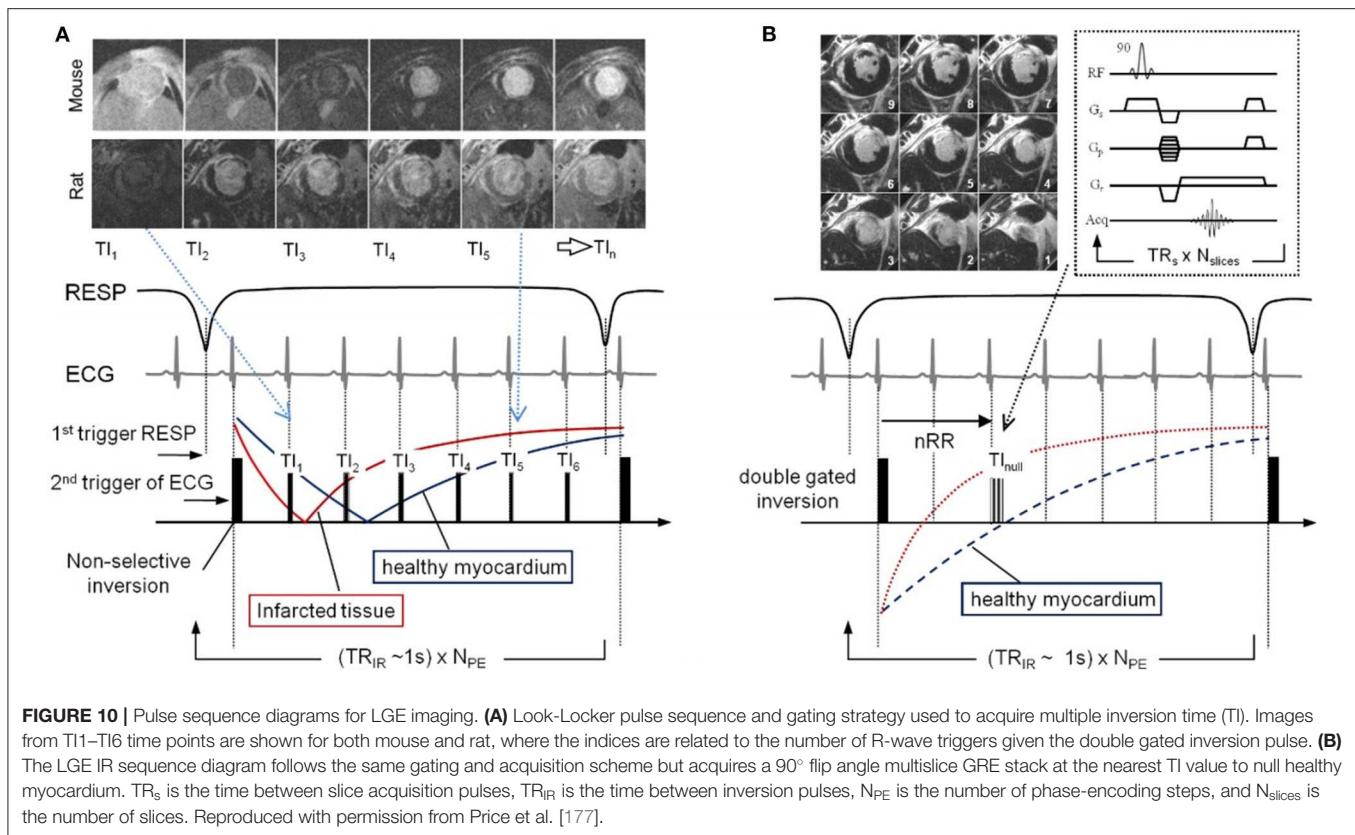 A
Mouse
Rat
TI1 TI2 TI3 TI4 TI5 ⇨TIn
RESP
ECG
1st trigger RESP
2nd trigger of ECG
TI1 TI2 TI3 TI4 TI5 TI6
Non-selective
inversion
healthy myocardium
Infarcted tissue
(TRIR ~1s) x NPE
B
9 8 7
6 5 4
3 2 1
90
RF
Gs
Gp
Gr
Acq
TRs x Nslices
nRR
TInull
double gated
inversion
healthy myocardium
(TRIR ~ 1s) x NPE
FIGURE 10 | Pulse sequence diagrams for LGE imaging. (A) Look-Locker pulse sequence and gating strategy used to acquire multiple inversion time (TI). Images
from TI1–TI6 time points are shown for both mouse and rat, where the indices are related to the number of R-wave triggers given the double gated inversion pulse. (B)
The LGE IR sequence diagram follows the same gating and acquisition scheme but acquires a 90° flip angle multislice GRE stack at the nearest TI value to null healthy
myocardium. TRs is the time between slice acquisition pulses, TRIR is the time between inversion pulses, NPE is the number of phase-encoding steps, and Nslices is
the number of slices. Reproduced with permission from Price et al. [177].